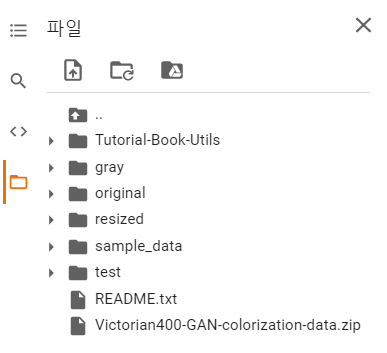 파일
..
Tutorial-Book-Utils
gray
original
resized
sample_data
test
README.txt
Victorian400-GAN-colorization-data.zip